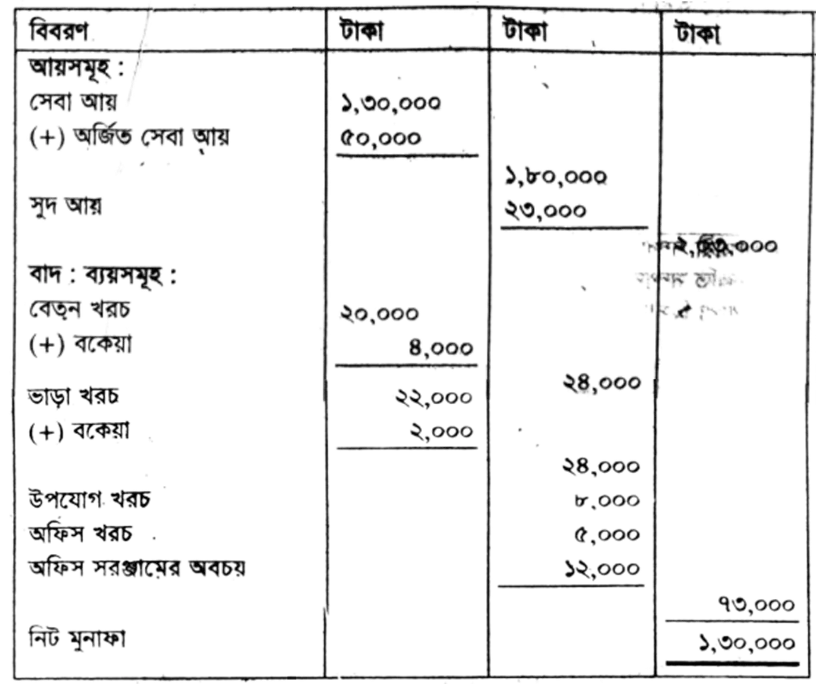 বিবরণ টাকা টাকা টাকা
আয়সমূহ :
সেবা আয় ১,৩০,০০০
(+) অর্জিত সেবা আয় ৫০,০০০
১,৮০,০০০
সুদ আয় ২৩,০০০
০০০
বাদ : ব্যয়সমূহ :
বেতন খরচ ২০,০০০
(+) বকেয়া ৪,০০০
২৪,০০০
ভাড়া খরচ ২২,০০০
(+) বকেয়া ২,০০০
২৪,০০০
উপযোগ খরচ ৮,০০০
অফিস খরচ ৫,০০০
অফিস সরঞ্জামের অবচয় ১২,০০০
৭৩,০০০
নিট মুনাফা ১,৩০,০০০